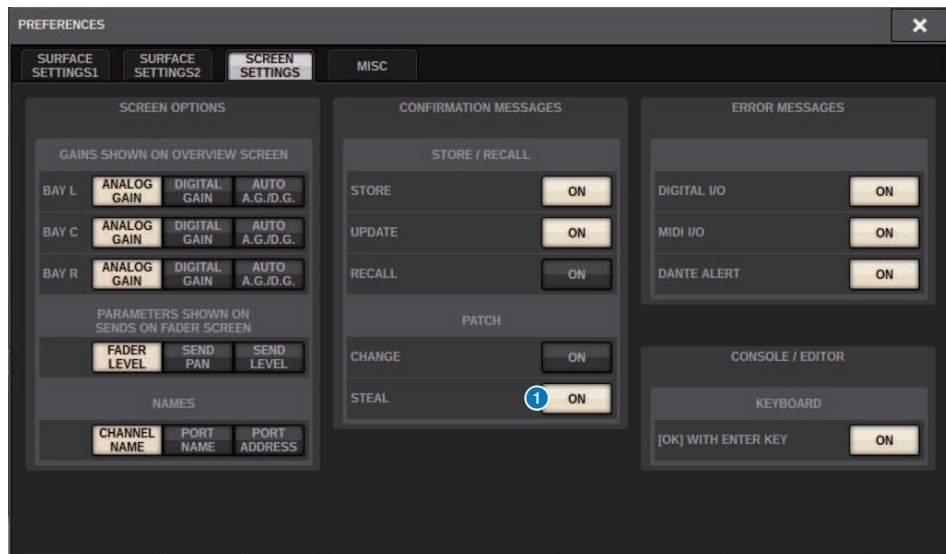 PREFERENCES
×
SURFACE
SETTINGS1
SURFACE
SETTINGS2
SCREEN
SETTINGS
MISC
SCREEN OPTIONS
GAINS SHOWN ON OVERVIEW SCREEN
BAY L
ANALOG
GAIN
DIGITAL
GAIN
AUTO
A.G./D.G.
BAY C
ANALOG
GAIN
DIGITAL
GAIN
AUTO
A.G./D.G.
BAY R
ANALOG
GAIN
DIGITAL
GAIN
AUTO
A.G./D.G.
PARAMETERS SHOWN ON
SENDS ON FADER SCREEN
FADER
LEVEL
SEND
PAN
SEND
LEVEL
NAMES
CHANNEL
NAME
PORT
NAME
PORT
ADDRESS
CONFIRMATION MESSAGES
STORE / RECALL
STORE
ON
UPDATE
ON
RECALL
ON
PATCH
CHANGE
ON
STEAL
1
ON
ERROR MESSAGES
DIGITAL I/O
ON
MIDI I/O
ON
DANTE ALERT
ON
CONSOLE / EDITOR
KEYBOARD
[OK] WITH ENTER KEY
ON